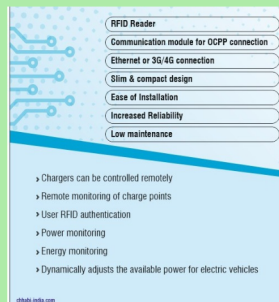 RFID Reader
Communication module for OCPP connection
Ethernet or 3G/4G connection
Slim & compact design
Ease of Installation
Increased Reliability
Low maintenance
› Chargers can be controlled remotely
› Remote monitoring of charge points
› User RFID authentication
› Power monitoring
› Energy monitoring
› Dynamically adjusts the available power for electric vehicles